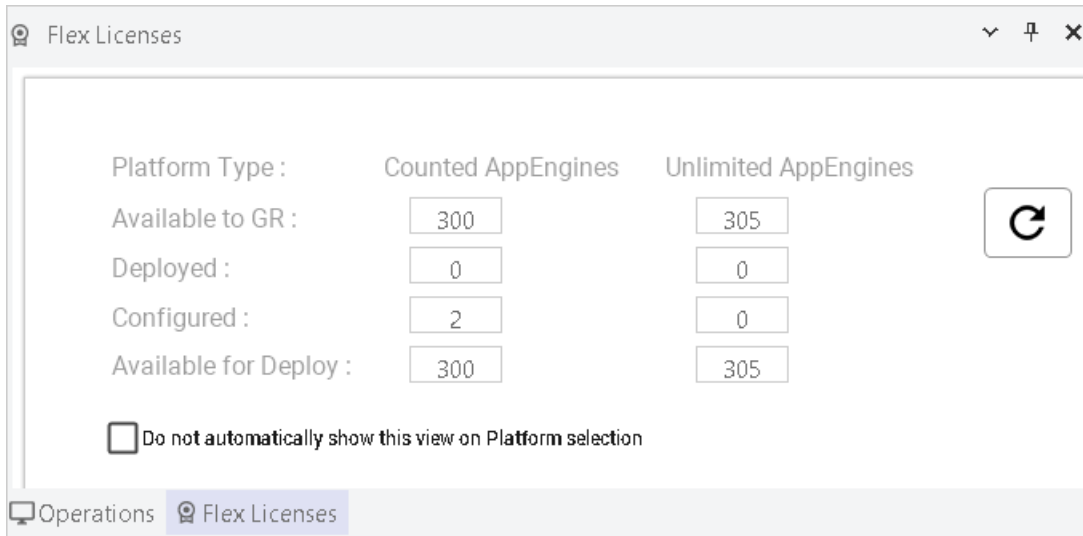 Flex Licenses
Platform Type : Counted AppEngines Unlimited AppEngines
Available to GR : 300 305
Deployed : 0 0
Configured : 2 0
Available for Deploy : 300 305
Do not automatically show this view on Platform selection
Operations Flex Licenses